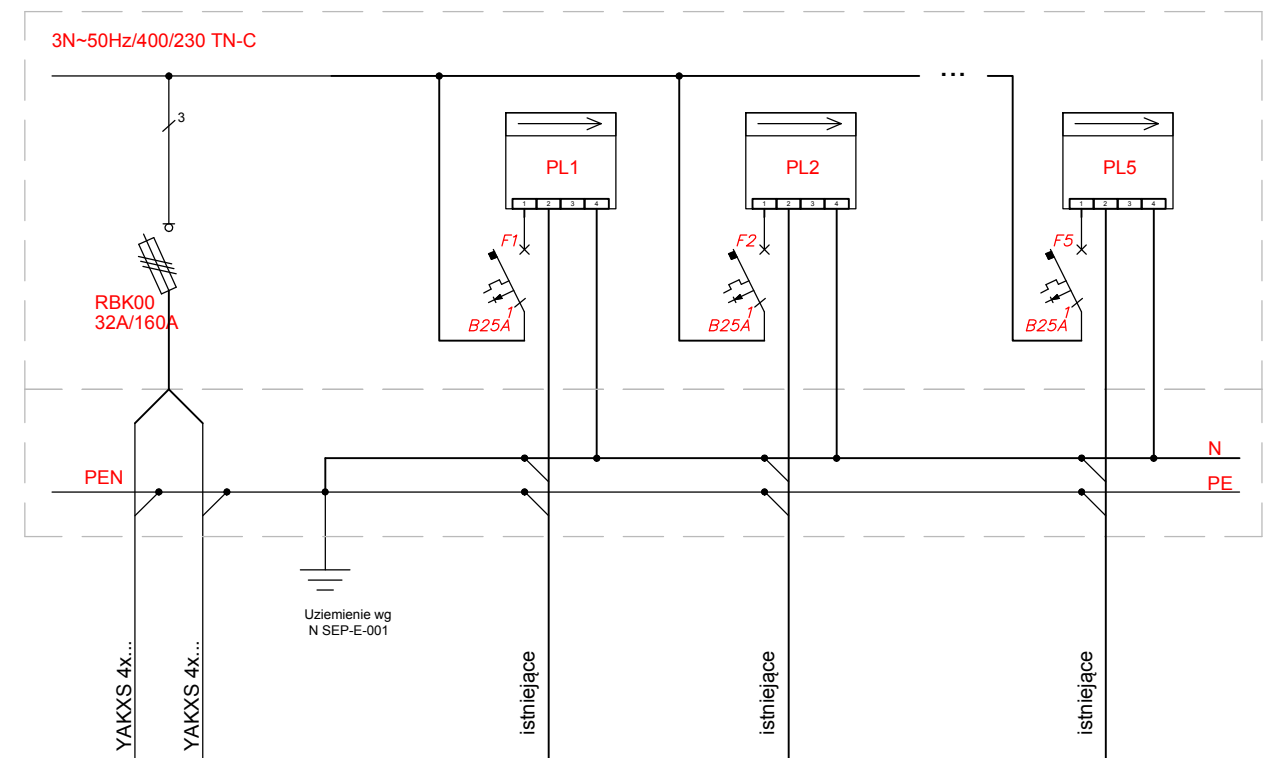 3N~50Hz/400/230 TN-C
...
3
PL1
PL2
PL5
1 2 3 4
1 2 3 4
1 2 3 4
F1
F2
F5
RBK00
32A/160A
1
B25A
1
B25A
1
B25A
N
PEN
PE
Uziemienie wg
N SEP-E-001
YAKXS 4x...
YAKXS 4x...
istniejące
istniejące
istniejące